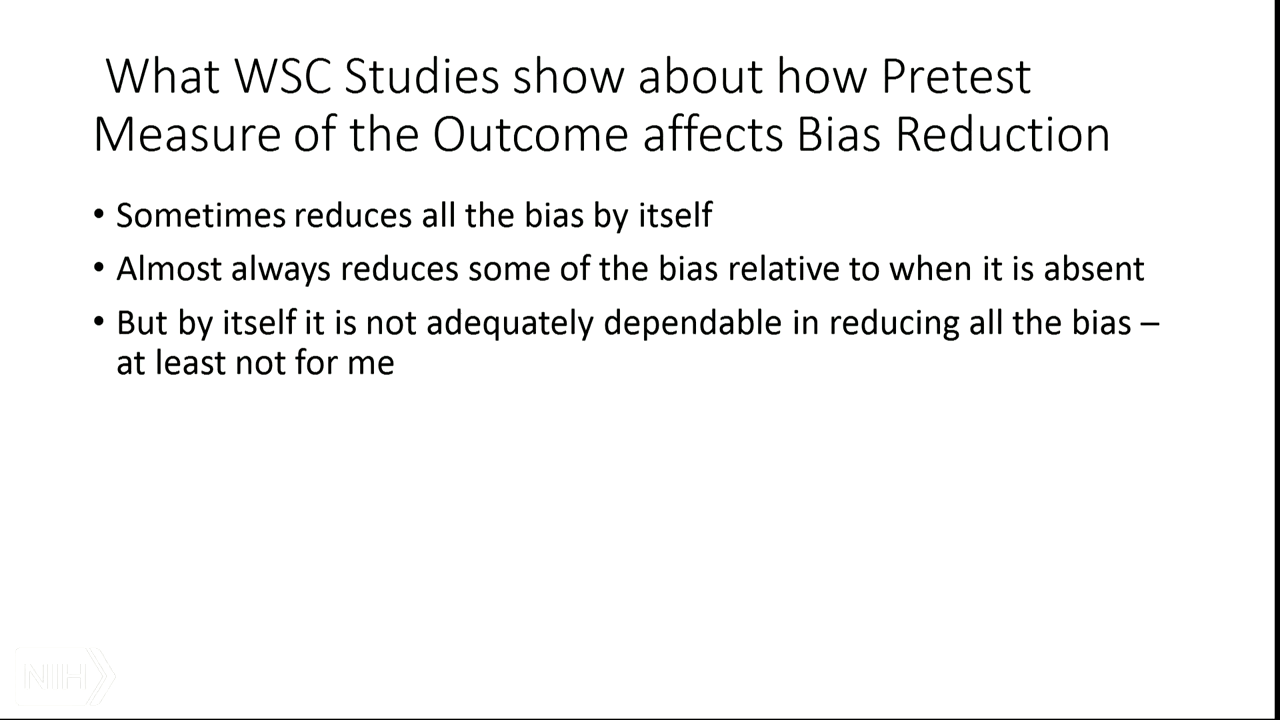 What WSC Studies show about how Pretest
Measure of the Outcome affects Bias Reduction
• Sometimes reduces all the bias by itself
• Almost always reduces some of the bias relative to when it is absent
• But by itself it is not adequately dependable in reducing all the bias –
at least not for me
NIH